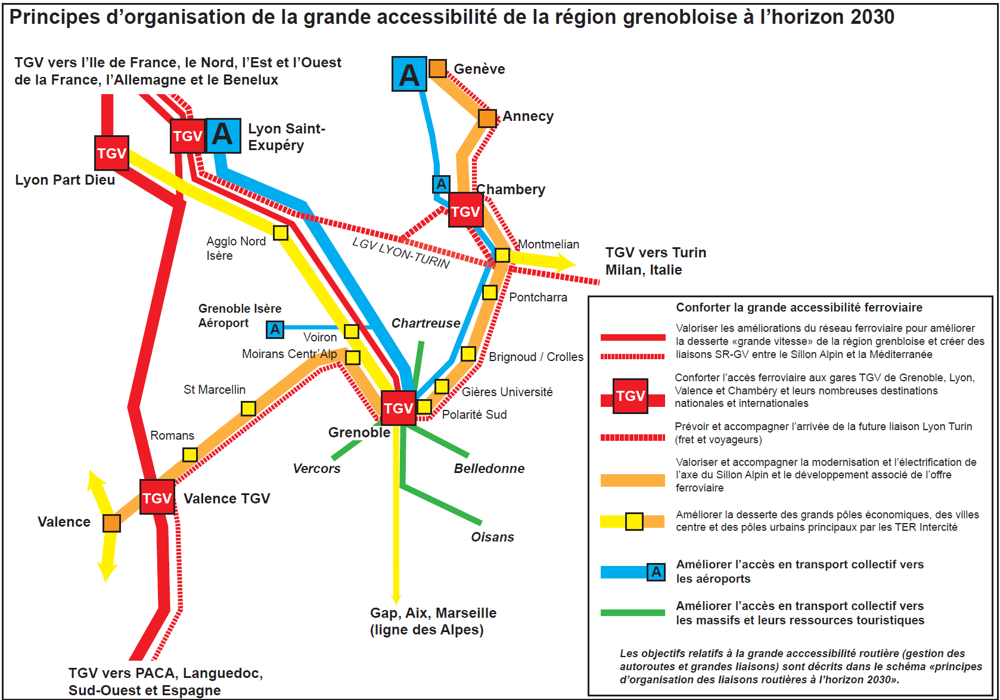 Principes d’organisation de la grande accessibilité de la région grenobloise à l’horizon 2030
TGV vers l’Ile de France, le Nord, l’Est et l’Ouest
de la France, l’Allemagne et le Benelux
A
Genève
Annecy
TGV
A
Lyon Saint-
Exupéry
TGV
Lyon Part Dieu
A
Chambery
TGV
Agglo Nord
Isère
LGV LYON-TURIN
Montmelian
TGV vers Turin
Milan, Italie
Pontcharra
Grenoble Isère
Aéroport
A
Voiron
Moirans Centr’Alp
Chartreuse
Brignoud / Crolles
St Marcellin
Gières Université
TGV
Polarité Sud
Grenoble
Romans
Vercors
Belledonne
TGV
Valence TGV
Valence
Oisans
Gap, Aix, Marseille
(ligne des Alpes)
TGV vers PACA, Languedoc,
Sud-Ouest et Espagne
Conforter la grande accessibilité ferroviaire
Valoriser les améliorations du réseau ferroviaire pour améliorer
la desserte «grande vitesse» de la région grenbloise et créer des
liaisons SR-GV entre le Sillon Alpin et la Méditerranée
TGV
Conforter l’accès ferroviaire aux gares TGV de Grenoble, Lyon,
Valence et Chambéry et leurs nombreuses destinations
nationales et internationales
Prévoir et accompagner l’arrivée de la future liaison Lyon Turin
(fret et voyageurs)
Valoriser et accompagner la modernisation et l’électrification de
l’axe du Sillon Alpin et le développement associé de l’offre
ferroviaire
Améliorer la desserte des grands pôles économiques, des villes
centre et des pôles urbains principaux par les TER Intercité
A
Améliorer l’accès en transport collectif vers
les aéroports
Améliorer l’accès en transport collectif vers
les massifs et leurs ressources touristiques
Les objectifs relatifs à la grande acccessibilité routière (gestion des
autoroutes et grandes liaisons) sont décrits dans le schéma «principes
d’organisation des liaisons routières à l’horizon 2030».